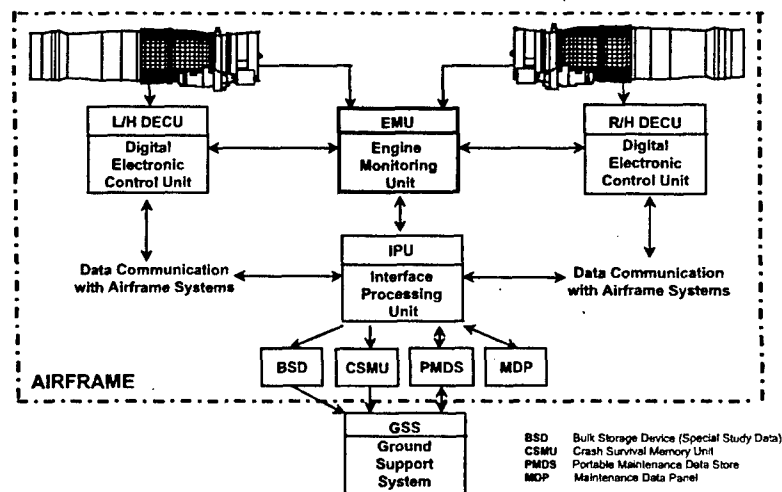 L/H DECU
Digital
Electronic
Control Unit
EMU
Engine
Monitoring
Unit
R/H DECU
Digital
Electronic
Control Unit
Data Communication
with Airframe Systems
IPU
Interface
Processing
Unit
Data Communication
with Airframe Systems
BSD
CSMU
PMDS
MDP
AIRFRAME
GSS
Ground
Support
System
BSD Bulk Storage Device (Special Study Data)
CSMU Crash Survival Memory Unit
PMDS Portable Maintenance Data Store
MDP Maintenance Data Panel